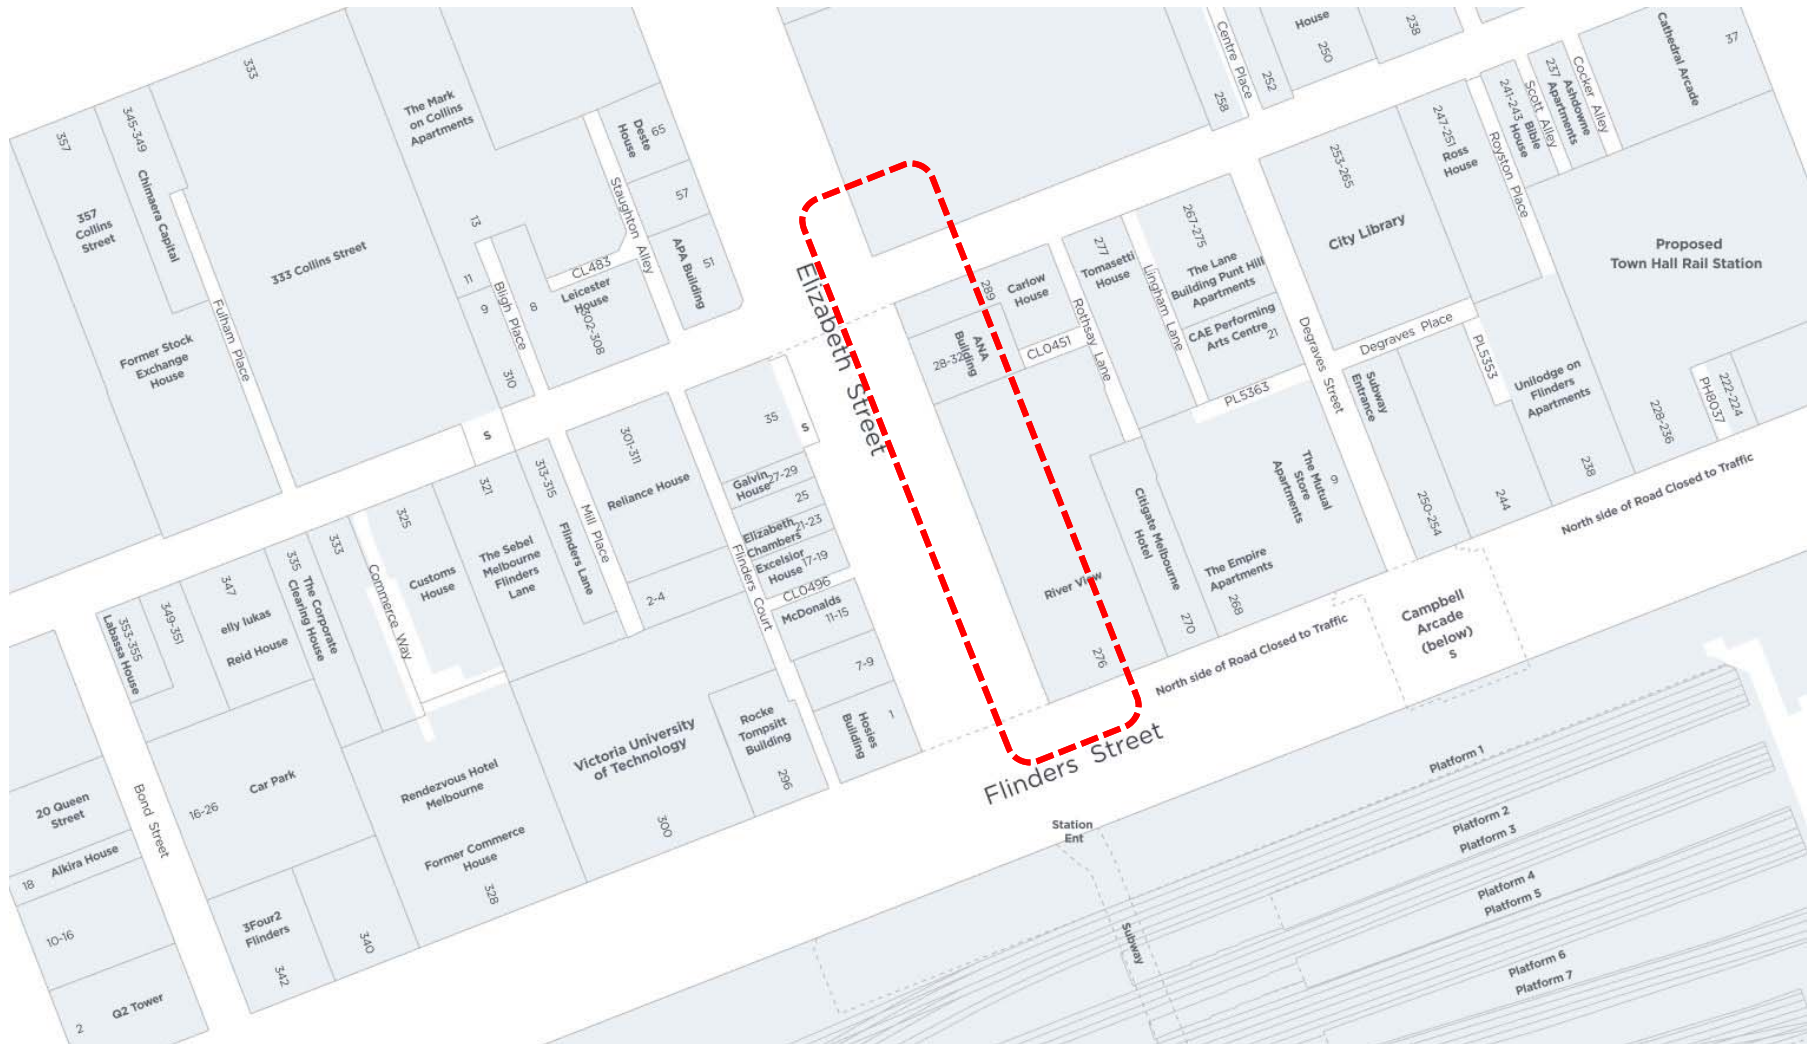 357
345-349
333
Chimaera Capital
357
Collins
Street
333 Collins Street
Former Stock
Exchange
House
Fulham Place
The Mark
on Collins
Apartments
13
11
9
8
Bligh Place
310
CL483
Leicester
House
302-308
Staughton Alley
Deste
House
65
57
APA Building
51
Centre Place
258
252
House
250
238
Cathedral Arcade
37
Cocker Alley
237 Ashdowne
Apartments
Scott Alley
241-243
Bible
House
Royston Place
247-251
Ross
House
253-265
City Library
Proposed
Town Hall Rail Station
267-275
The Lane
Building Punt Hill
Apartments
CAE Performing
Arts Centre
21
277
Tomasetti
House
Lingham Lane
Rothsay Lane
289
Carlow
House
CL0451
28-32
ANA
Building
Elizabeth Street
Degraves Street
Degraves Place
PL5353
PL5363
Subway
Entrance
Unilodge on
Flinders
Apartments
PH8037
222-224
228-236
238
244
250-254
North side of Road Closed to Traffic
The Mutual
Store
Apartments
9
Citigate Melbourne
Hotel
The Empire
Apartments
268
270
River View
276
North side of Road Closed to Traffic
Campbell
Arcade
(below)
S
35
S
Galvin
House
27-29
25
Elizabeth
Chambers
21-23
Excelsior
House
17-19
CL0496
McDonalds
11-15
7-9
Hosies
Building
1
Flinders Court
301-311
Reliance House
2-4
Mill Place
313-315
Flinders Lane
S
321
The Sebel
Melbourne
Flinders
Lane
325
Customs
House
Commerce Way
333
335
The Corporate
Clearing House
347
elly lukas
Reid House
349-351
353-355
Labassa House
Victoria University
of Technology
300
Rocke
Tompsitt
Building
296
Rendezvous Hotel
Melbourne
Former Commerce
House
328
Car Park
16-26
Bond Street
20 Queen
Street
18
Alkira House
10-16
2
Q2 Tower
3Four2
Flinders
342
340
Flinders Street
Station
Ent
Subway
Platform 1
Platform 2
Platform 3
Platform 4
Platform 5
Platform 6
Platform 7